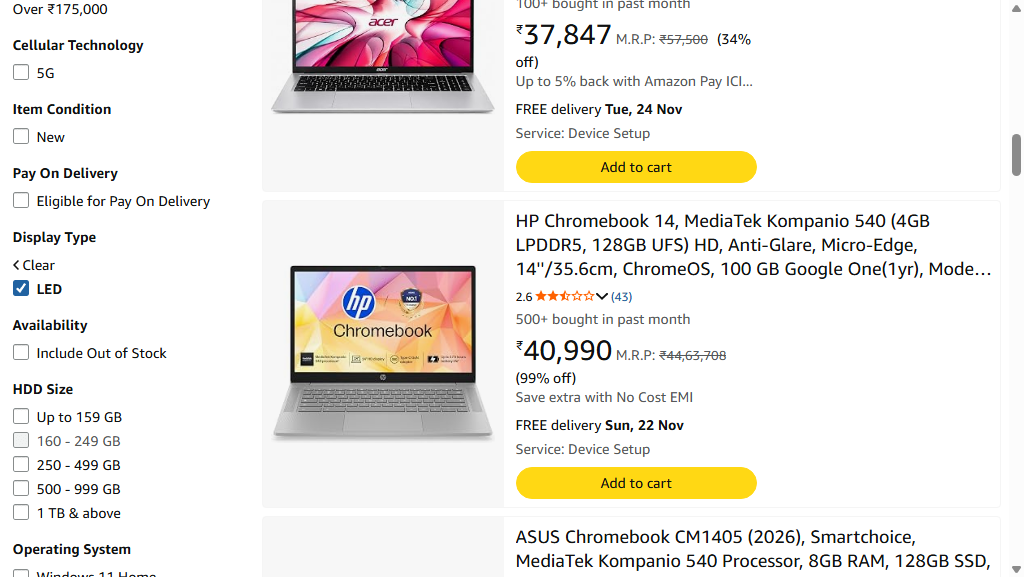 Over ₹175,000
Cellular Technology
5G
Item Condition
New
Pay On Delivery
Eligible for Pay On Delivery
Display Type
Clear
LED
Availability
Include Out of Stock
HDD Size
Up to 159 GB
160 - 249 GB
250 - 499 GB
500 - 999 GB
1 TB & above
Operating System
Windows 11 Home
acer
acer
100+ bought in past month
₹37,847 M.R.P: ₹57,500 (34%
off)
Up to 5% back with Amazon Pay ICI...
FREE delivery Tue, 24 Nov
Service: Device Setup
Add to cart
hp
NO.1
Chromebook
HP Chromebook 14, MediaTek Kompanio 540 (4GB
LPDDR5, 128GB UFS) HD, Anti-Glare, Micro-Edge,
14''/35.6cm, ChromeOS, 100 GB Google One(1yr), Mode...
2.6 (43)
500+ bought in past month
₹40,990 M.R.P: ₹44,63,708
(99% off)
Save extra with No Cost EMI
FREE delivery Sun, 22 Nov
Service: Device Setup
Add to cart
ASUS Chromebook CM1405 (2026), Smartchoice,
MediaTek Kompanio 540 Processor, 8GB RAM, 128GB SSD,